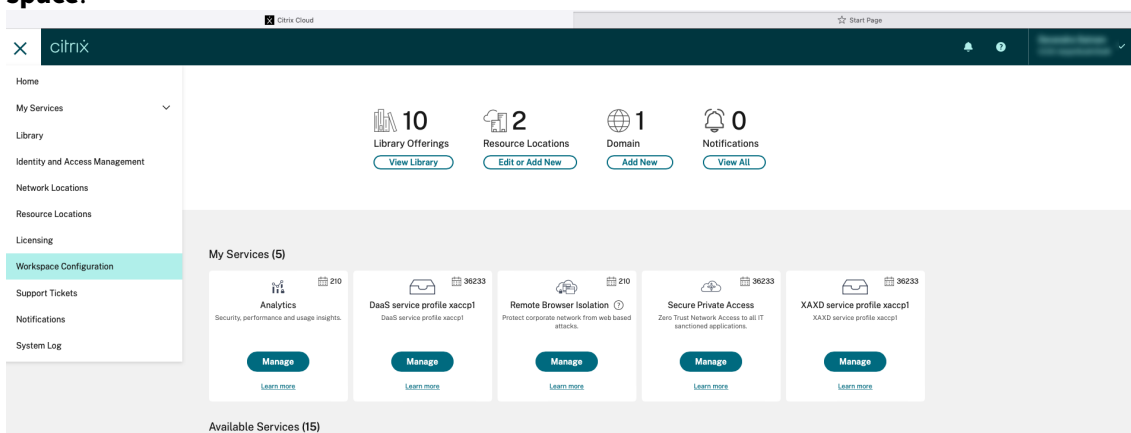 space.
Citrix Cloud
Start Page
citrix
Home
My Services
Library
Identity and Access Management
Network Locations
Resource Locations
Licensing
Workspace Configuration
Support Tickets
Notifications
System Log
10
Library Offerings
View Library
2
Resource Locations
Edit or Add New
1
Domain
Add New
0
Notifications
View All
My Services (5)
210
Analytics
Security, performance and usage insights.
Manage
Learn more
36233
DaaS service profile xaccp1
DaaS service profile xaccp1
Manage
Learn more
210
Remote Browser Isolation
Protect corporate network from web based
attacks.
Manage
Learn more
36233
Secure Private Access
Zero Trust Network Access to all IT
sanctioned applications.
Manage
Learn more
36233
XAXD service profile xaccp1
XAXD service profile xaccp1
Manage
Learn more
Available Services (15)